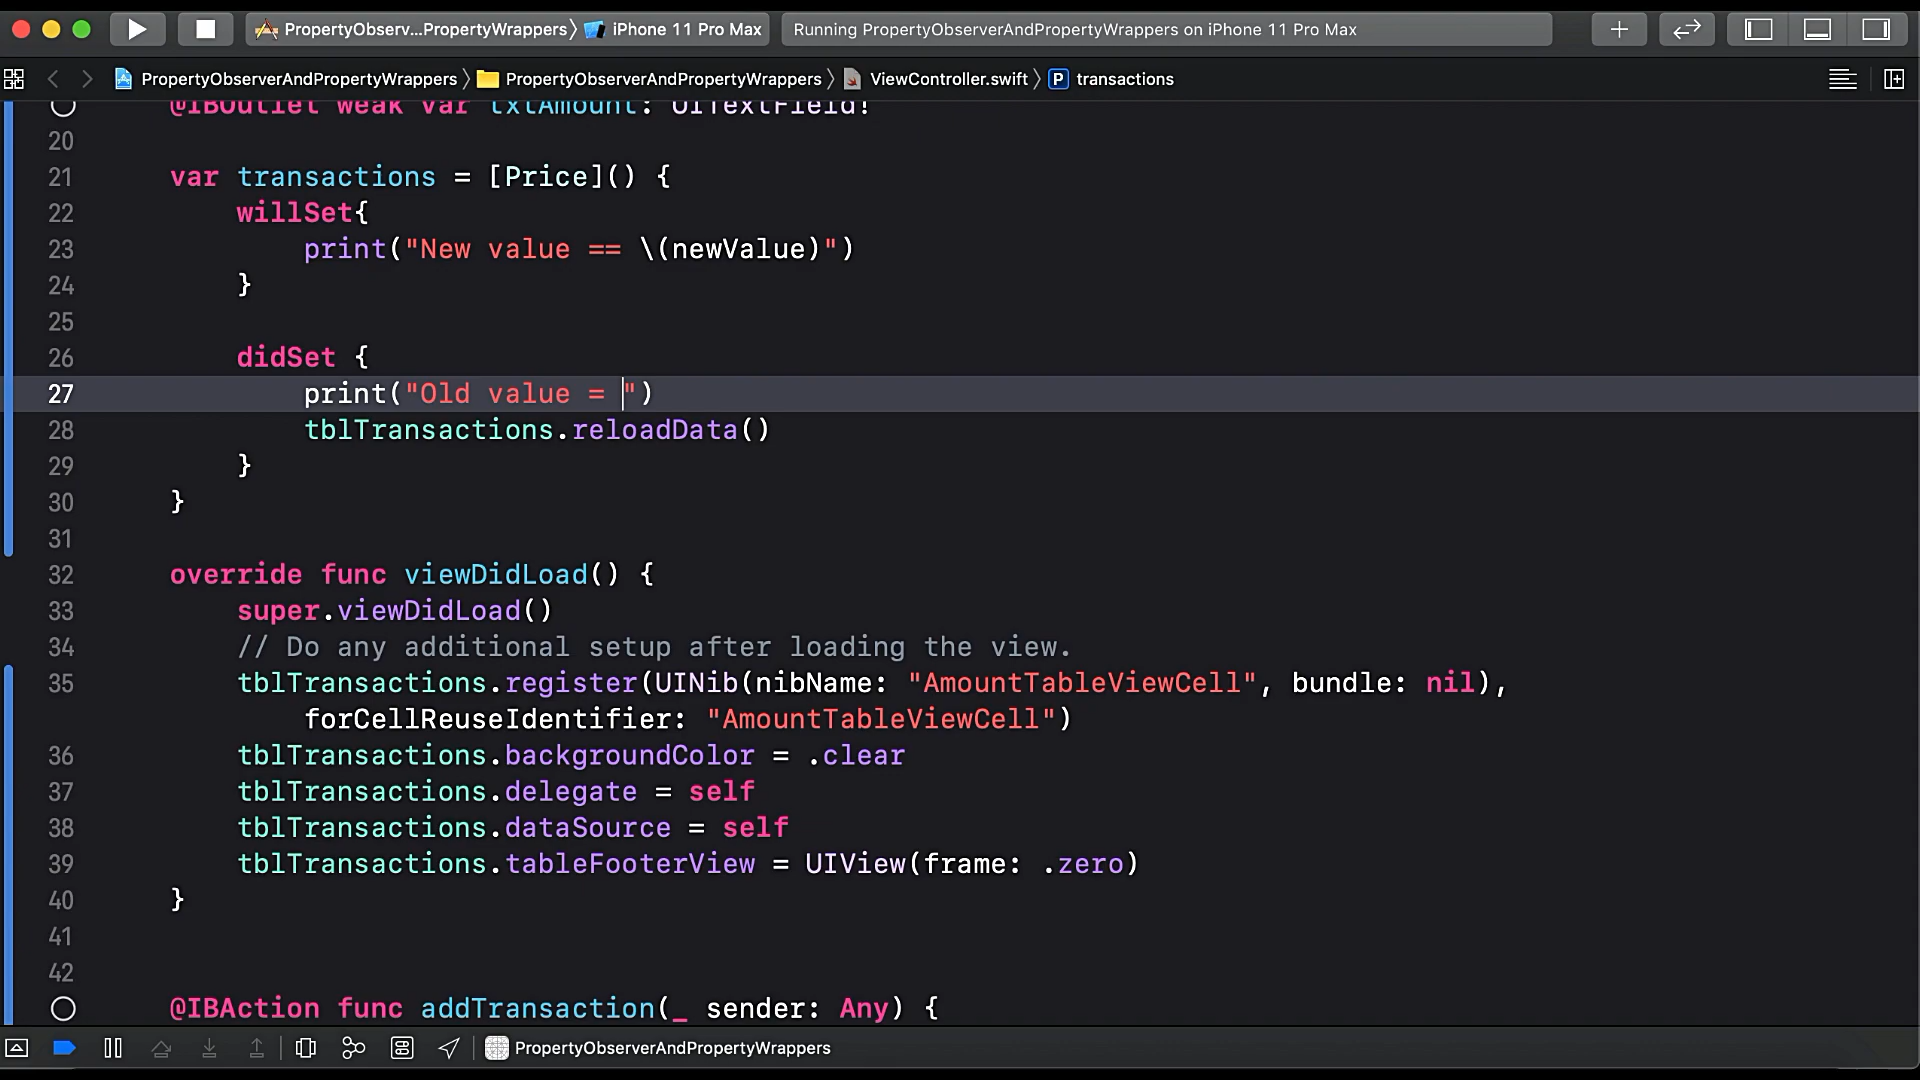 PropertyObserv...PropertyWrappers 〉 iPhone 11 Pro Max
Running PropertyObserverAndPropertyWrappers on iPhone 11 Pro Max
PropertyObserverAndPropertyWrappers 〉 PropertyObserverAndPropertyWrappers 〉 ViewController.swift 〉 P transactions
@IBOutlet weak var txtAmount: UITextField!
20
21 var transactions = [Price]() {
22 willSet{
23 print("New value == \(newValue)")
24 }
25
26 didSet {
27 print("Old value = ")
28 tblTransactions.reloadData()
29 }
30 }
31
32 override func viewDidLoad() {
33 super.viewDidLoad()
34 // Do any additional setup after loading the view.
35 tblTransactions.register(UINib(nibName: "AmountTableViewCell", bundle: nil),
forCellReuseIdentifier: "AmountTableViewCell")
36 tblTransactions.backgroundColor = .clear
37 tblTransactions.delegate = self
38 tblTransactions.dataSource = self
39 tblTransactions.tableFooterView = UIView(frame: .zero)
40 }
41
42
@IBAction func addTransaction(_ sender: Any) {
PropertyObserverAndPropertyWrappers